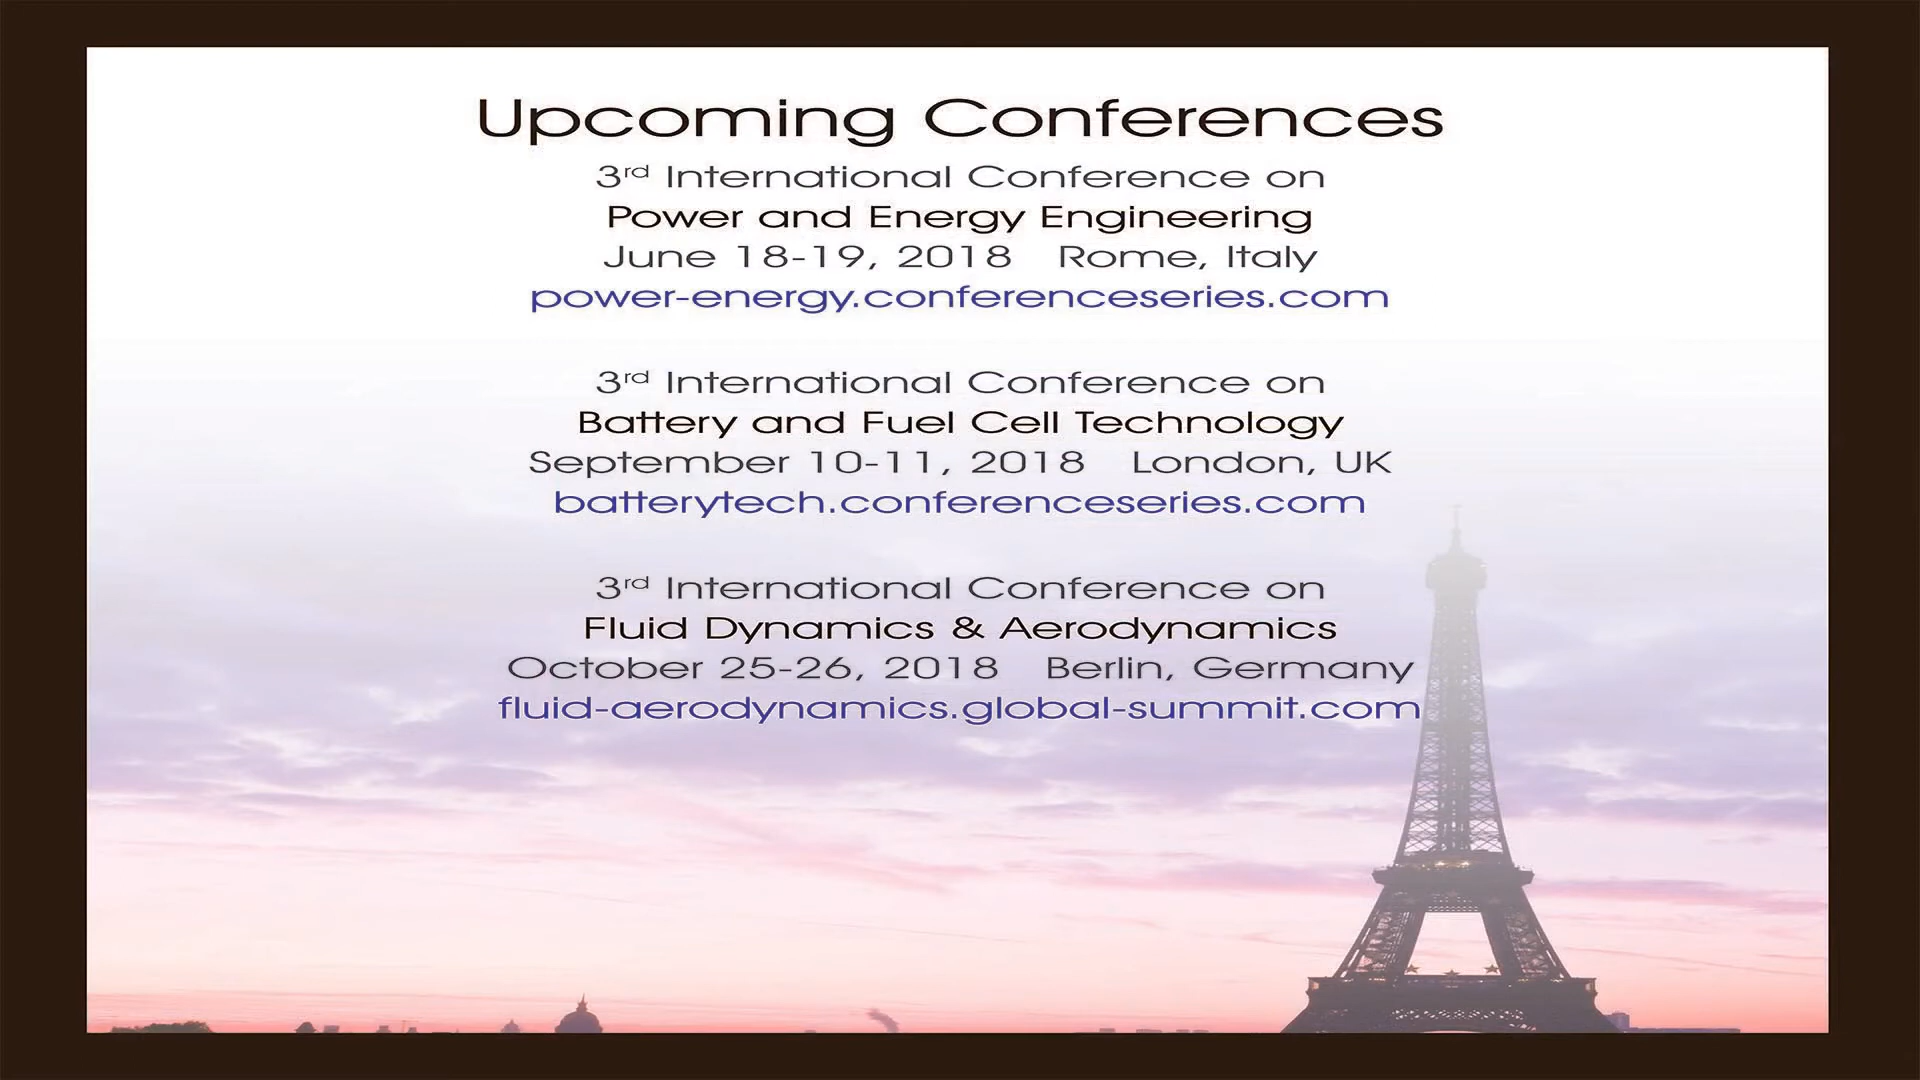 Upcoming Conferences
3rd International Conference on
Power and Energy Engineering
June 18-19, 2018 Rome, Italy
power-energy.conferenceseries.com
3rd International Conference on
Battery and Fuel Cell Technology
September 10-11, 2018 London, UK
batterytech.conferenceseries.com
3rd International Conference on
Fluid Dynamics & Aerodynamics
October 25-26, 2018 Berlin, Germany
fluid-aerodynamics.global-summit.com